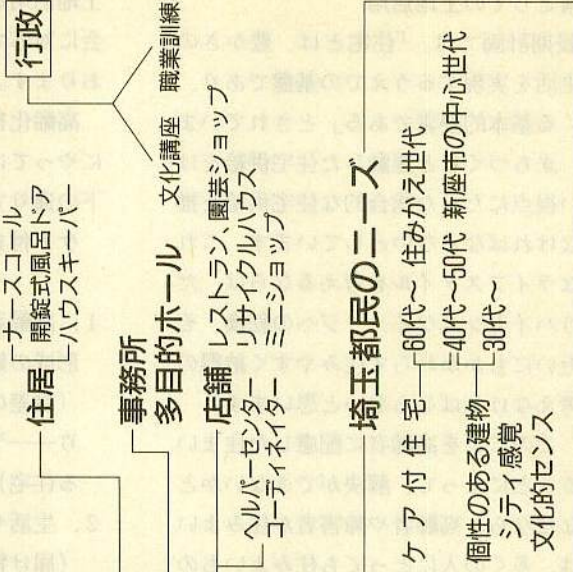 行政
文化講座 職業訓練
住居 ナースコール
開錠式風呂ドア
ハウスキーパー
事務所
多目的ホール
店舗 レストラン、園芸ショップ
ヘルパーセンター リサイクルハウス
コーディネイター ミニショップ
埼玉都民のニーズ
ケア付住宅―60代〜 住みかえ世代
=40代〜50代 新座市の中心世代
個性のある建物―30代〜
シティ感覚
文化的センス